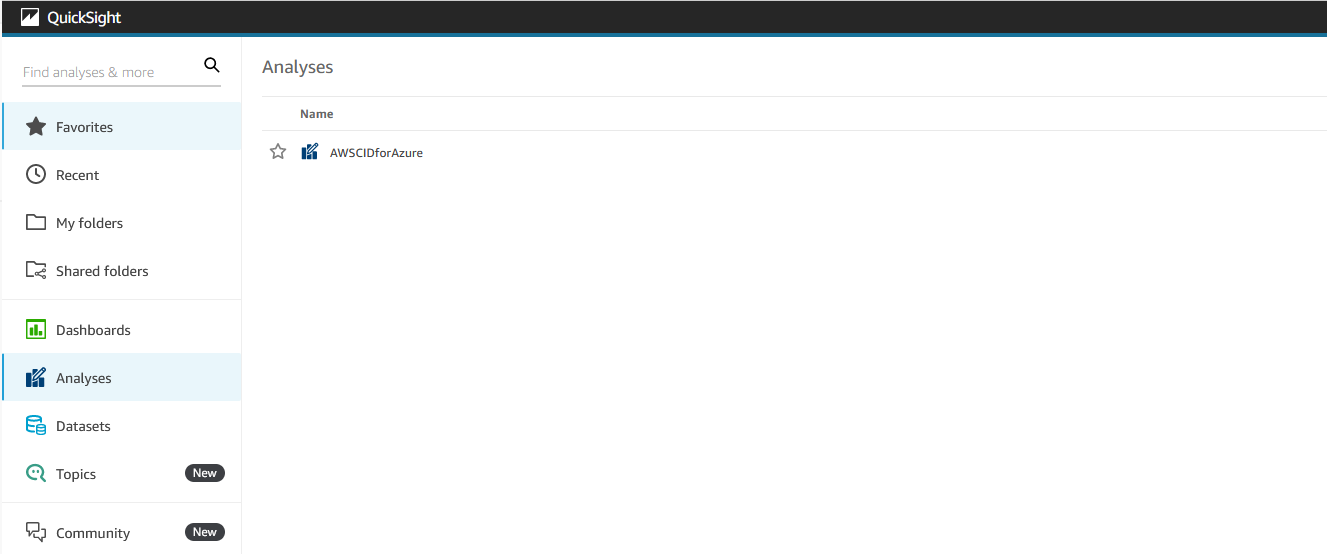 QuickSight
Find analyses & more
Favorites
Recent
My folders
Shared folders
Dashboards
Analyses
Datasets
Topics New
Community New
Analyses
Name
AWSCIDforAzure